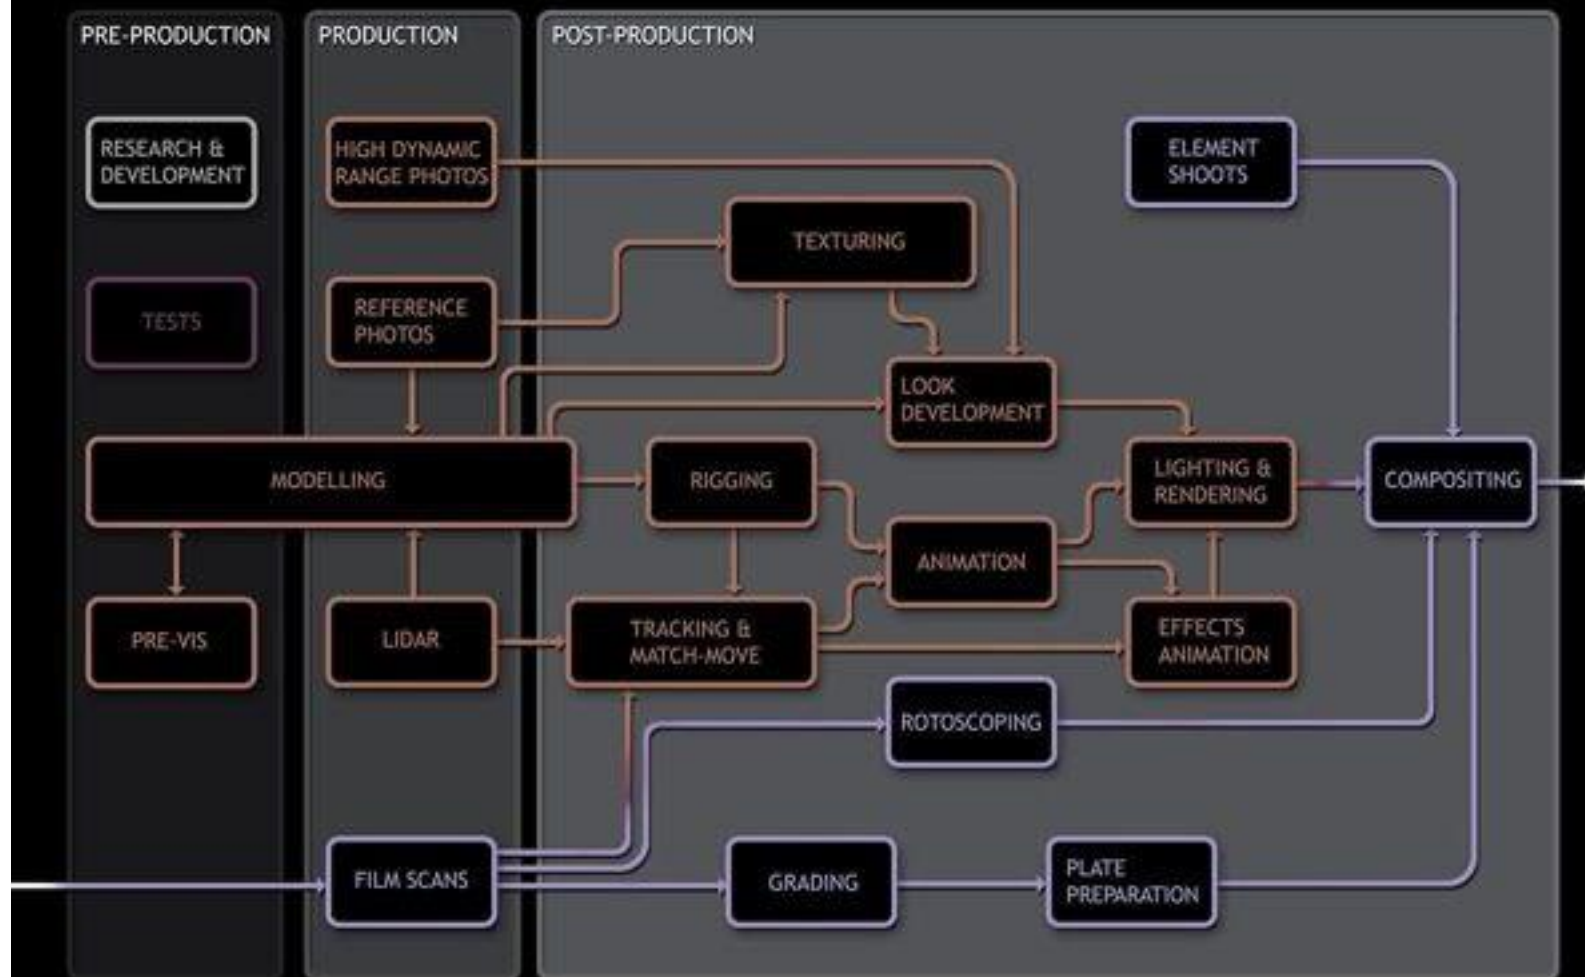 PRE-PRODUCTION
PRODUCTION
POST-PRODUCTION
RESEARCH &
DEVELOPMENT
HIGH DYNAMIC
RANGE PHOTOS
ELEMENT
SHOOTS
TEXTURING
TESTS
REFERENCE
PHOTOS
LOOK
DEVELOPMENT
MODELLING
RIGGING
LIGHTING &
RENDERING
COMPOSITING
ANIMATION
PRE-VIS
LIDAR
TRACKING &
MATCH-MOVE
EFFECTS
ANIMATION
ROTOSCOPING
FILM SCANS
GRADING
PLATE
PREPARATION